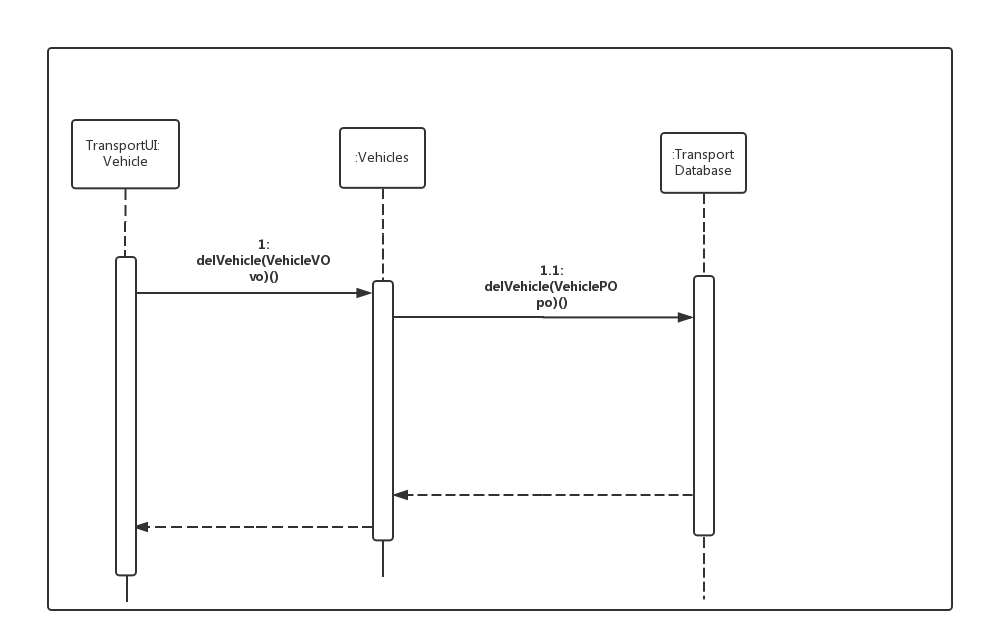 TransportUI:
Vehicle
:Vehicles
:Transport
Database
1:
delVehicle(VehicleVO
vo)()
1.1:
delVehicle(VehiclePO
po)()